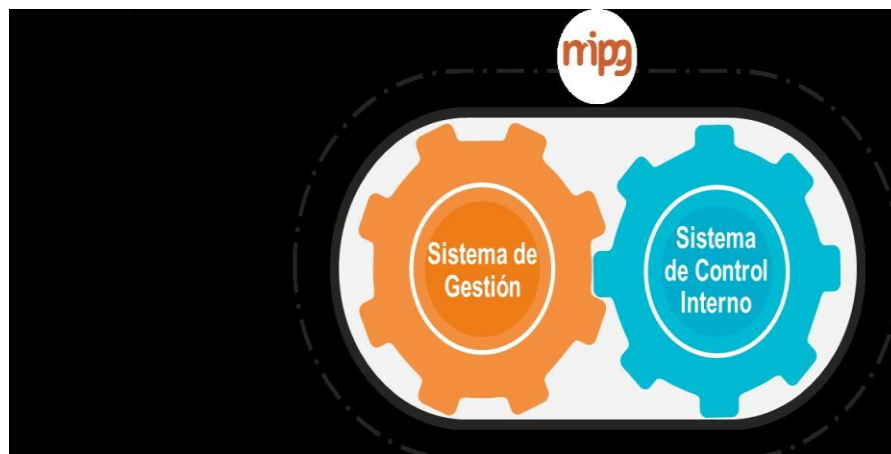 mipg
Sistema de
Gestión
Sistema
de Control
Interno